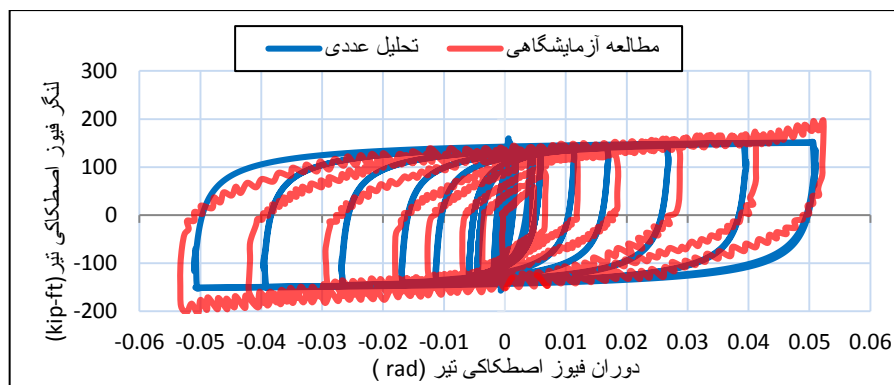 تحلیل عددی
مطالعه آزمایشگاهی
لنگر فیوز اصطکاکی تیر (kip-ft)
300
200
100
0
-100
-200
-0.06 -0.05 -0.04 -0.03 -0.02 -0.01 0 0.01 0.02 0.03 0.04 0.05 0.06
دوران فیوز اصطکاکی تیر (rad )